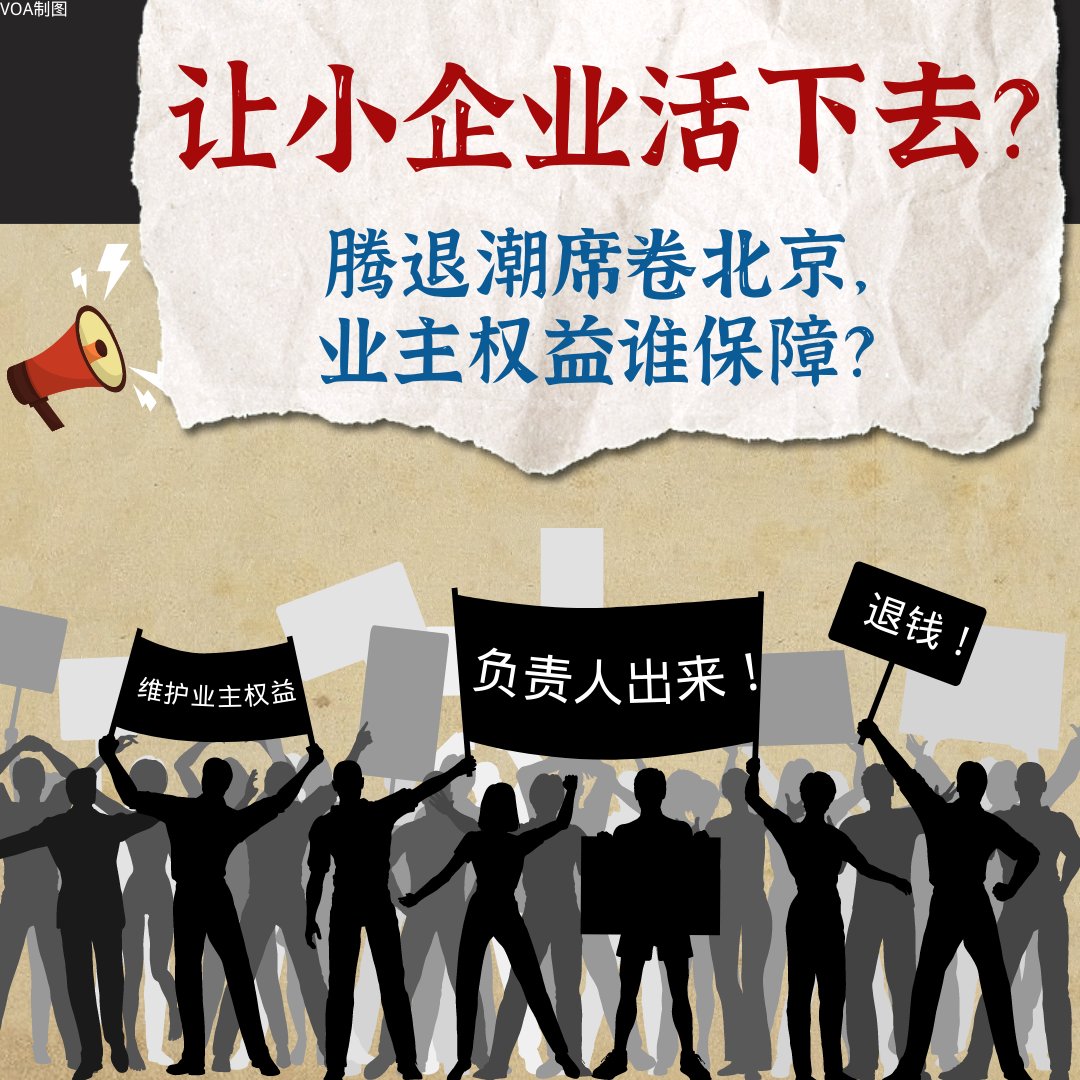 VOA制图
让小企业活下去?
腾退潮席卷北京,
业主权益谁保障?
维护业主权益
负责人出来！
退钱！